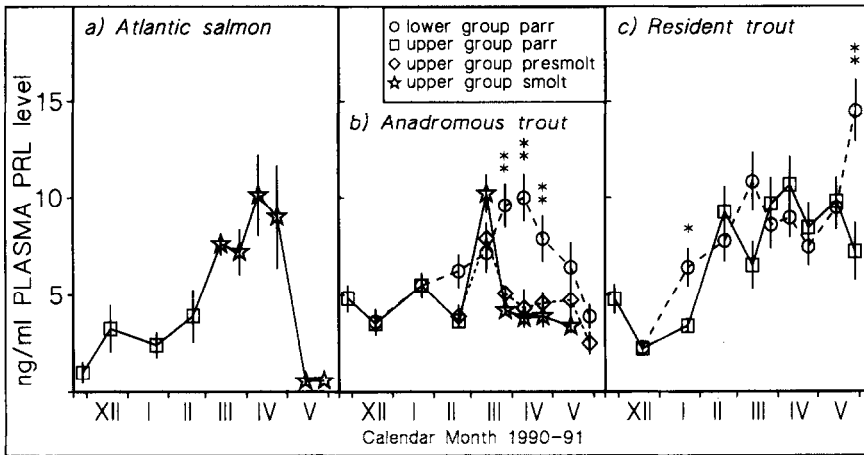 a) Atlantic salmon
lower group parr
upper group parr
upper group presmolt
upper group smolt
b) Anadromous trout
c) Resident trout
ng/ml PLASMA PRL level
15
10
5
* *
* *
* *
*
* *
XII I II III IV V
XII I II III IV V
XII I II III IV V
Calendar Month 1990-91